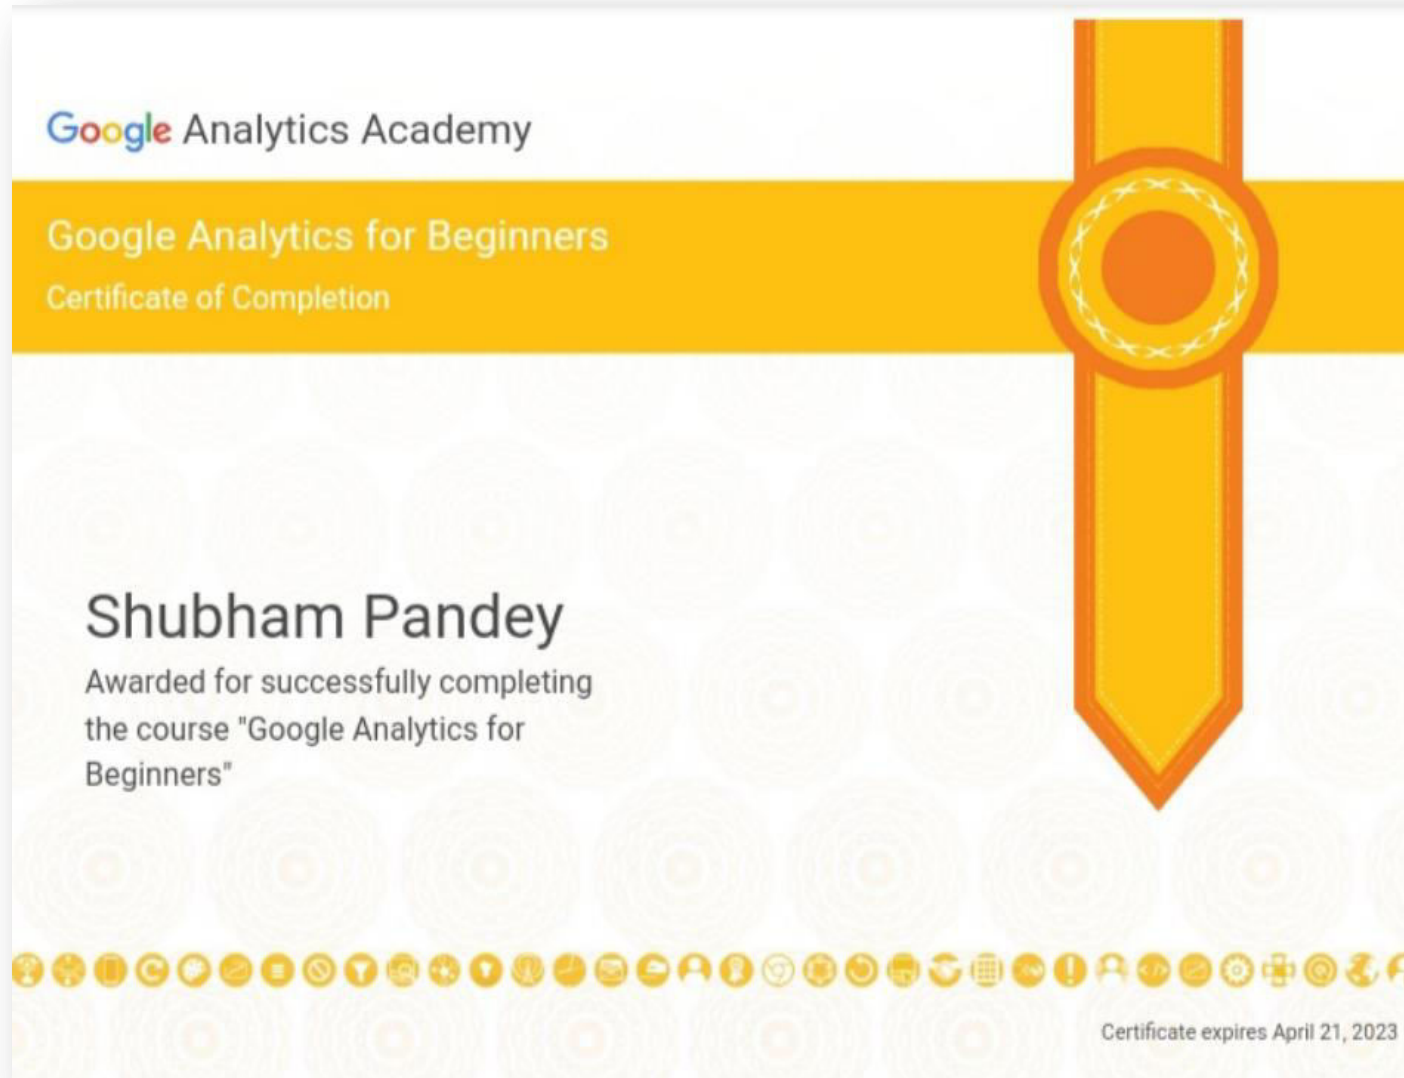 Google Analytics Academy
Google Analytics for Beginners
Certificate of Completion
Shubham Pandey
Awarded for successfully completing
the course "Google Analytics for
Beginners"
Certificate expires April 21, 2023